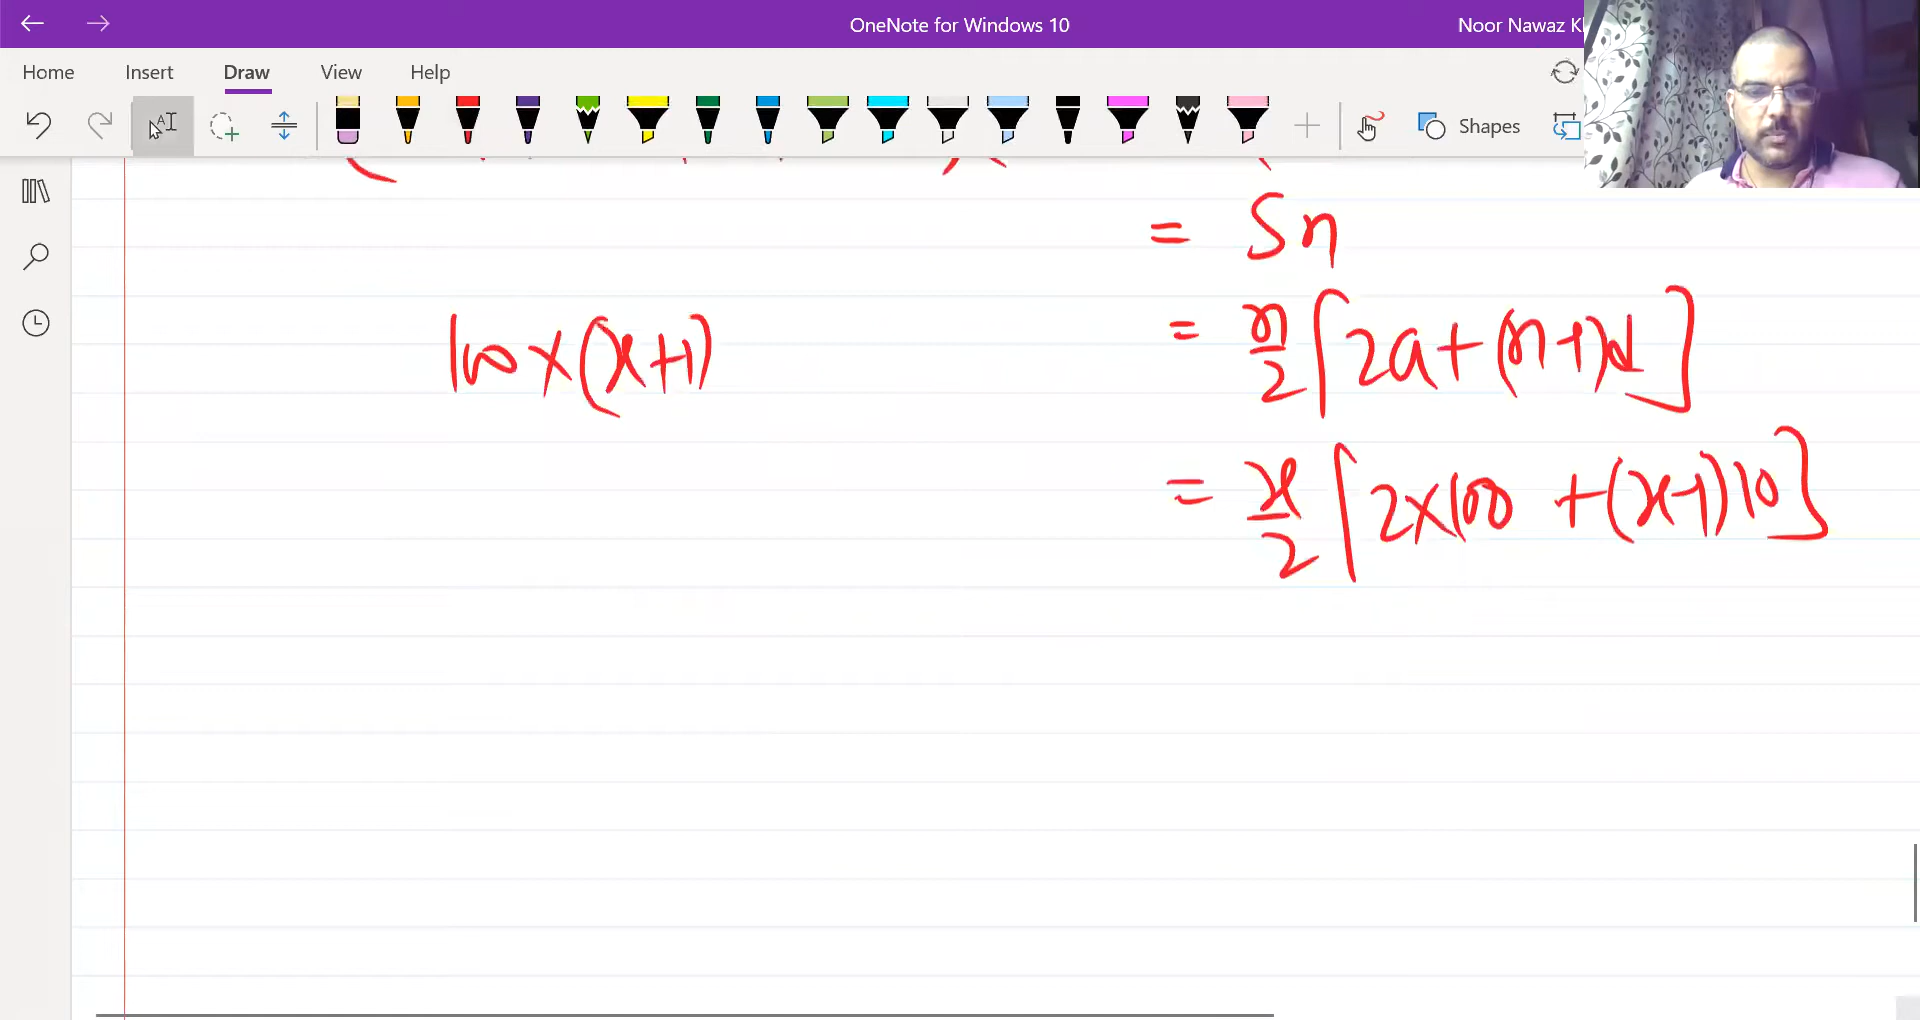 OneNote for Windows 10
Noor Nawaz
Home Insert Draw View Help
Shapes
= Sn
100 × (x+1)
= n/2 [2a+(n-1)d]
= x/2 [2×100 +(x-1)10]